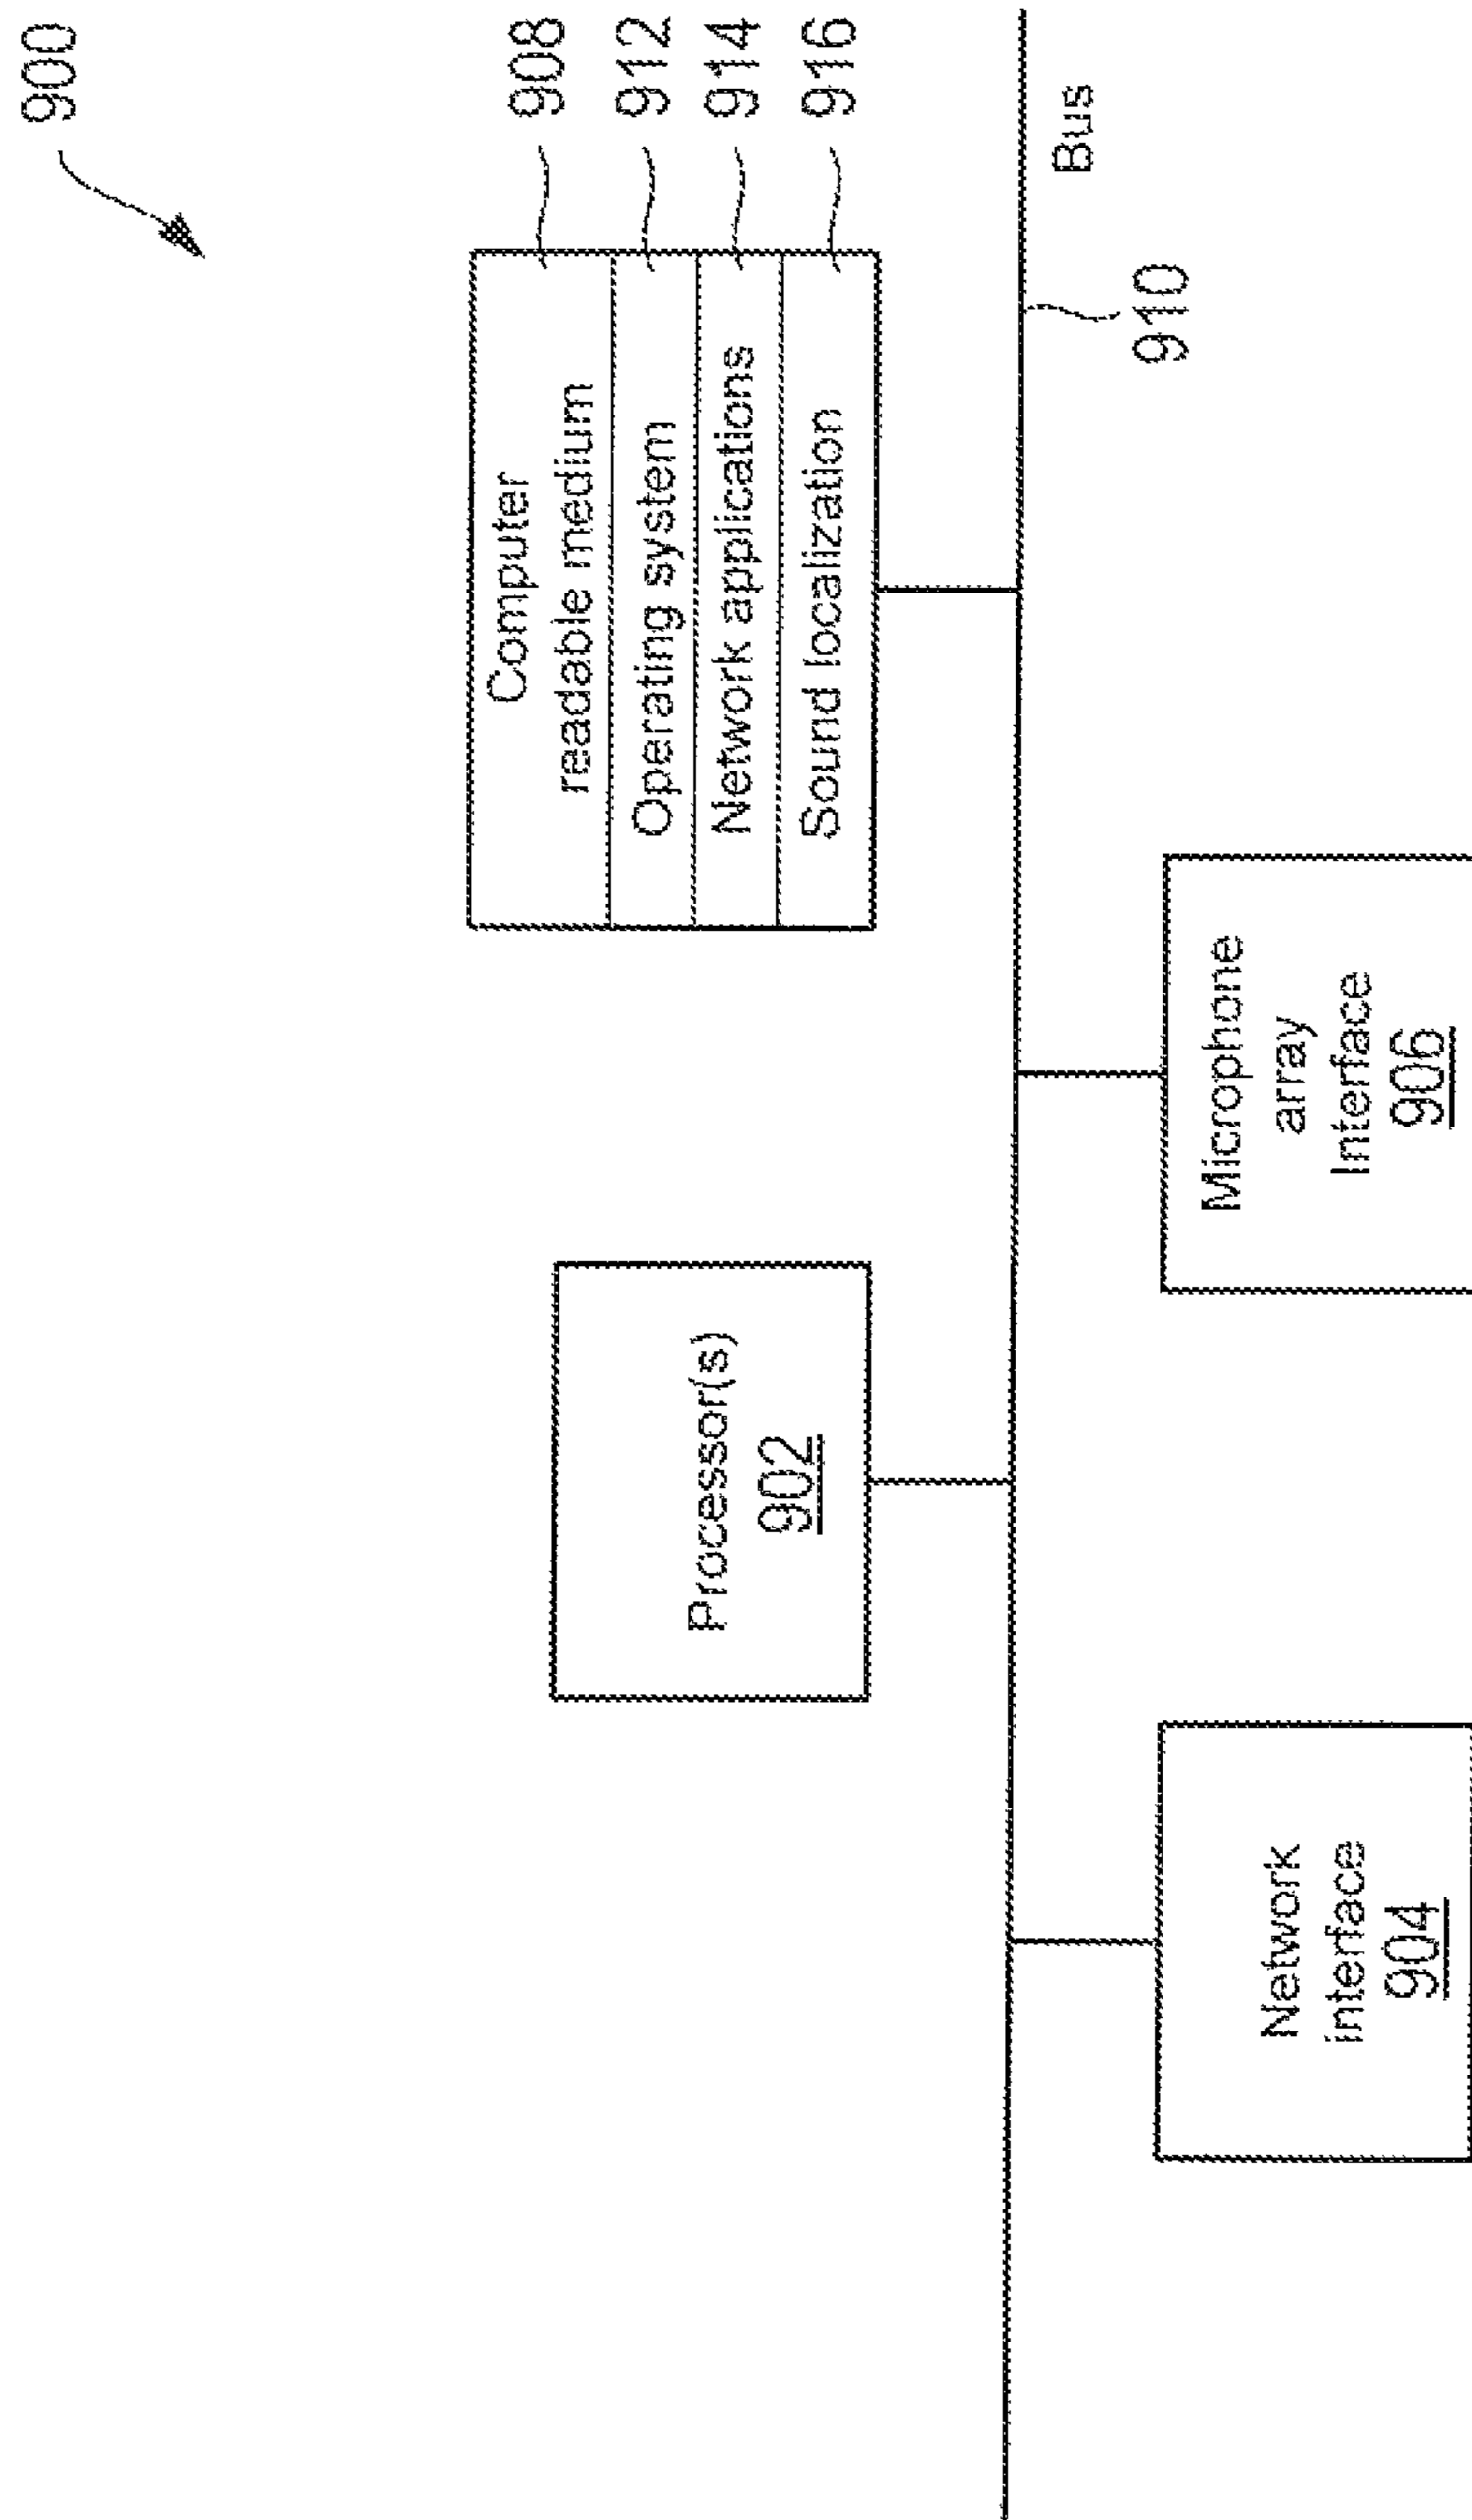 900
Processor(s)
902
Computer
readable medium
908
Operating system
912
Network applications
914
Sound localization
916
Bus
910
Network
interface
904
Microphone
array
Interface
906